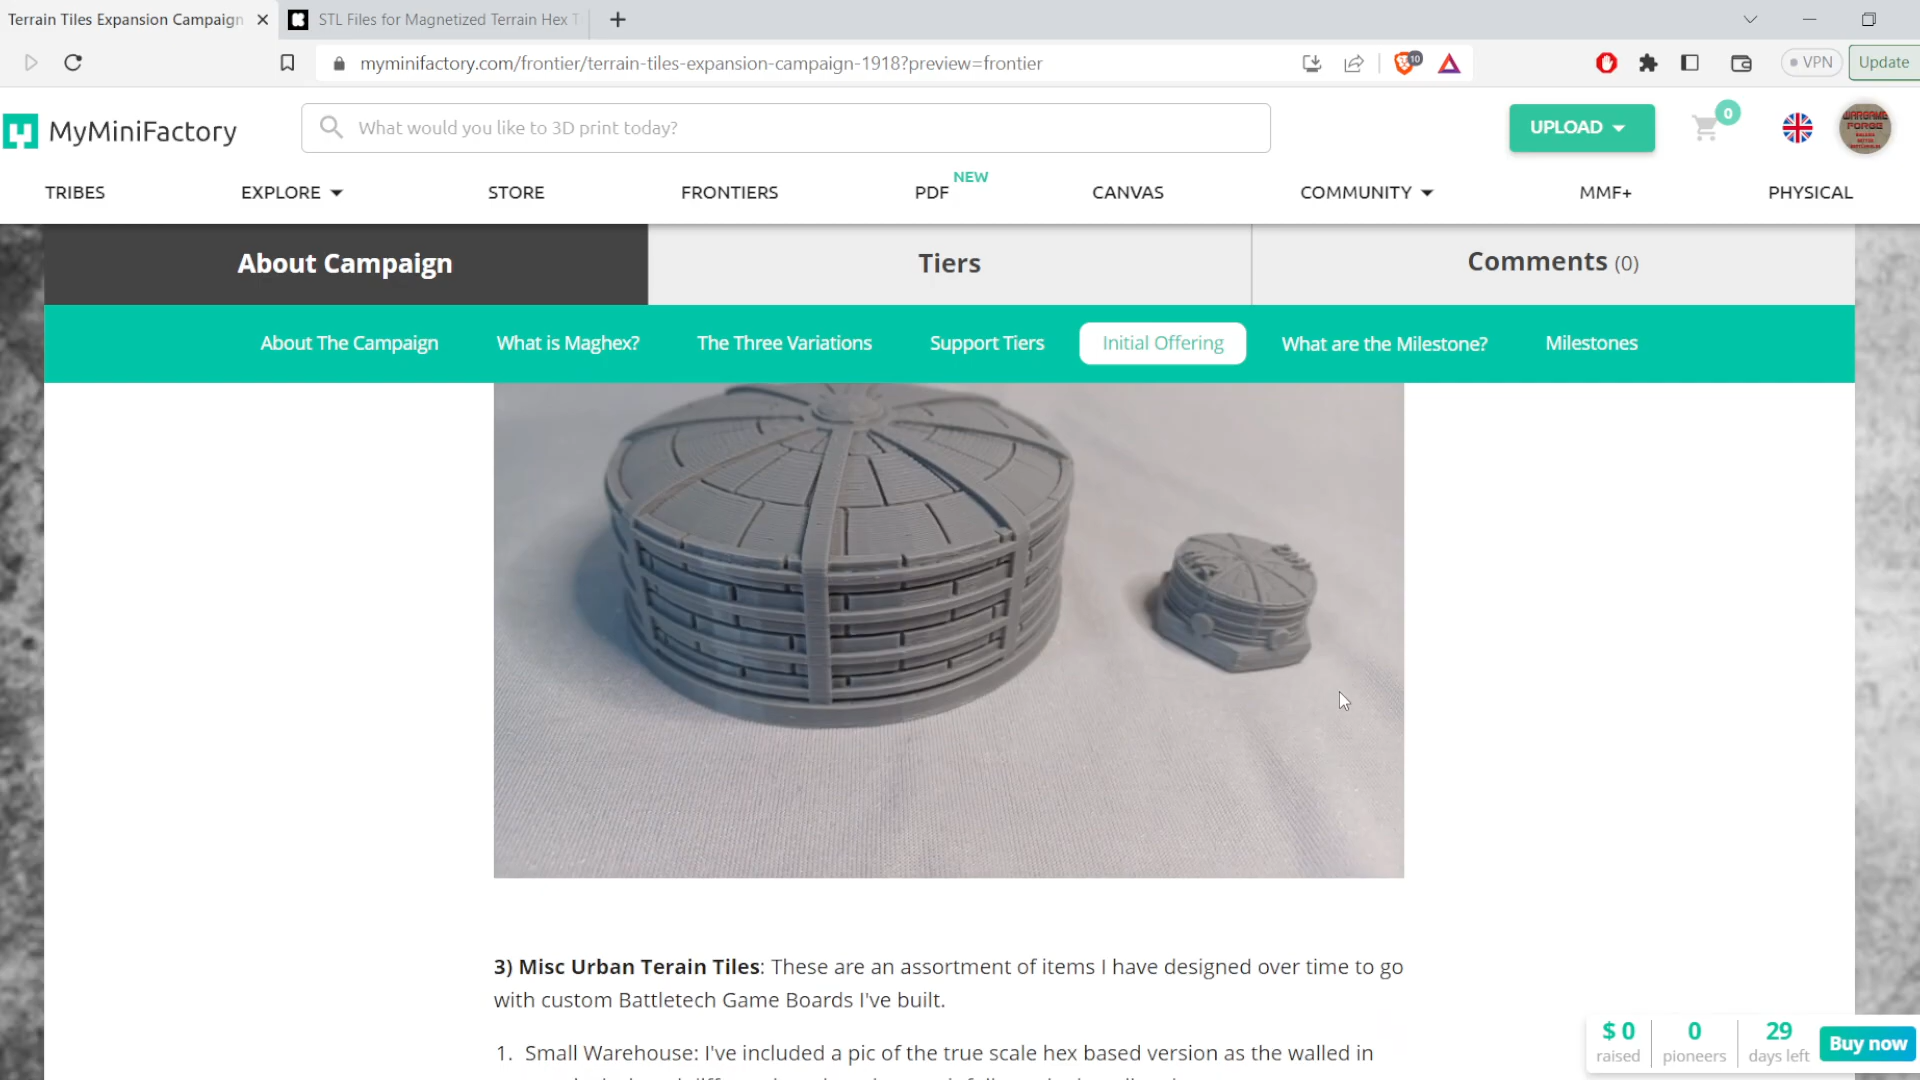 Terrain Tiles Expansion Campaign
STL Files for Magnetized Terrain Hex T
myminifactory.com/frontier/terrain-tiles-expansion-campaign-1918?preview=frontier
10
VPN
Update
MyMiniFactory
What would you like to 3D print today?
UPLOAD
0
WARGAME
FORGE
TRIBES
EXPLORE
STORE
FRONTIERS
PDF
NEW
CANVAS
COMMUNITY
MMF+
PHYSICAL
About Campaign
Tiers
Comments (0)
About The Campaign
What is Maghex?
The Three Variations
Support Tiers
Initial Offering
What are the Milestone?
Milestones
3) Misc Urban Terain Tiles: These are an assortment of items I have designed over time to go
with custom Battletech Game Boards I've built.
1. Small Warehouse: I've included a pic of the true scale hex based version as the walled in
$ 0
raised
0
pioneers
29
days left
Buy now